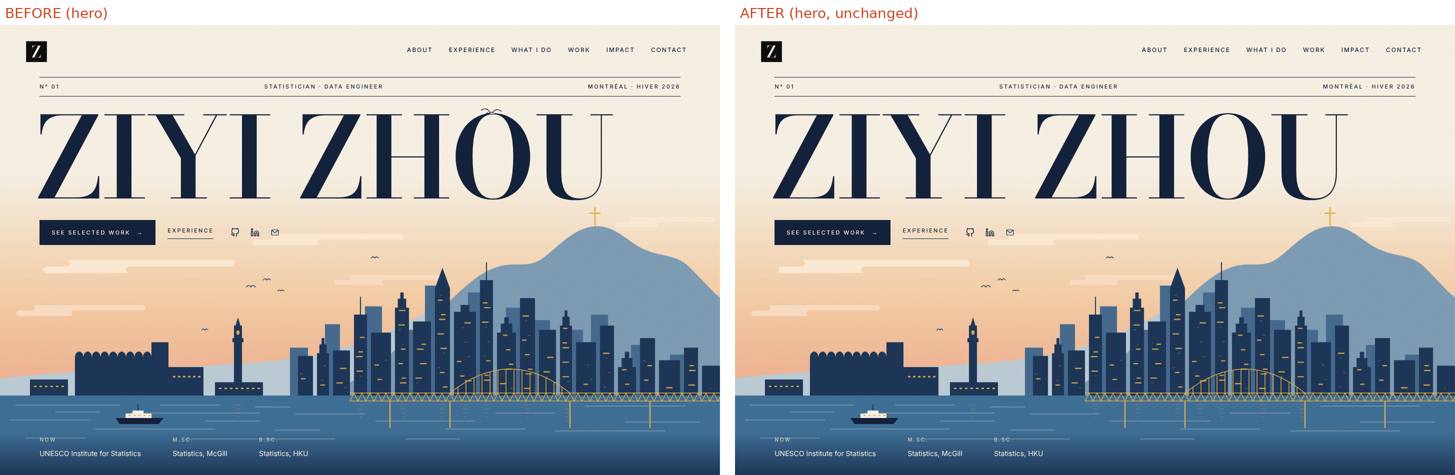 BEFORE (hero)
Z
ABOUT EXPERIENCE WHAT I DO WORK IMPACT CONTACT
N° 01 STATISTICIAN · DATA ENGINEER MONTRÉAL · HIVER 2026
ZIYI ZHOU
SEE SELECTED WORK → EXPERIENCE
NOW M.SC. B.SC.
UNESCO Institute for Statistics Statistics, McGill Statistics, HKU
AFTER (hero, unchanged)
Z
ABOUT EXPERIENCE WHAT I DO WORK IMPACT CONTACT
N° 01 STATISTICIAN · DATA ENGINEER MONTRÉAL · HIVER 2026
ZIYI ZHOU
SEE SELECTED WORK → EXPERIENCE
NOW M.SC. B.SC.
UNESCO Institute for Statistics Statistics, McGill Statistics, HKU